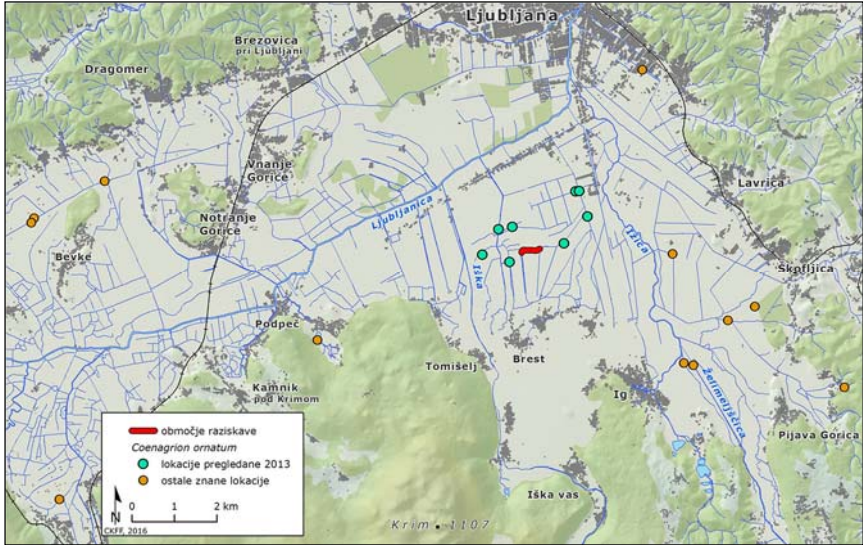 Ljubljana
Brezovica
pri Ljubljani
Dragomer
Vnanje
Gorice
Lavrica
Ljubljanica
Notranje
Gorice
Bevke
Iška
Ižica
Škofljica
Podpeč
Tomišelj
Brest
Kamnik
pod Krimom
Ig
Želimeljščica
Pijava Gorica
Iška vas
Krim 1107
območje raziskave
Coenagrion ornatum
lokacije pregledane 2013
ostale znane lokacije
N
0 1 2 km
CKFF, 2016